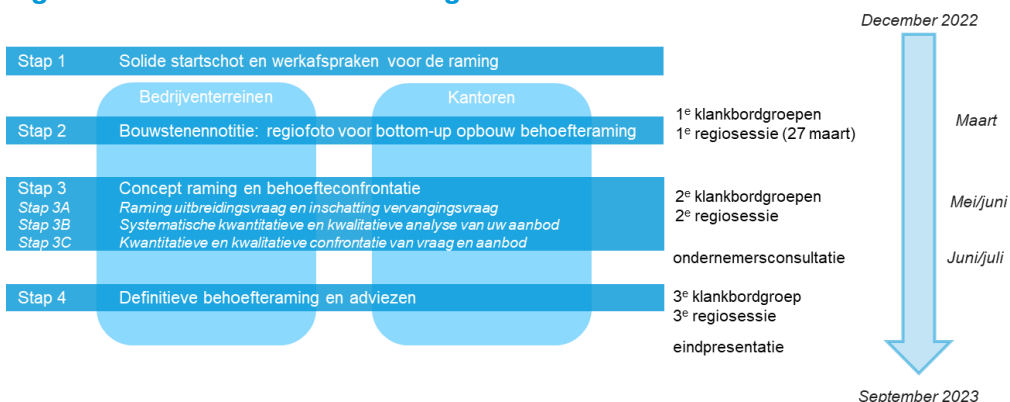 December 2022
Stap 1 Solide startschot en werkafspraken voor de raming
Bedrijventerreinen Kantoren
Stap 2 Bouwstenennotitie: regiofoto voor bottom-up opbouw behoefteraming
1e klankbordgroepen
1e regiosessie (27 maart)
Maart
Stap 3 Concept raming en behoefteconfrontatie
Stap 3A Raming uitbreidingsvraag en inschatting vervangingsvraag
Stap 3B Systematische kwantitatieve en kwalitatieve analyse van uw aanbod
Stap 3C Kwantitatieve en kwalitatieve confrontatie van vraag en aanbod
2e klankbordgroepen
2e regiosessie
Mei/juni
ondernemersconsultatie
Juni/juli
Stap 4 Definitieve behoefteraming en adviezen
3e klankbordgroep
3e regiosessie
eindpresentatie
September 2023